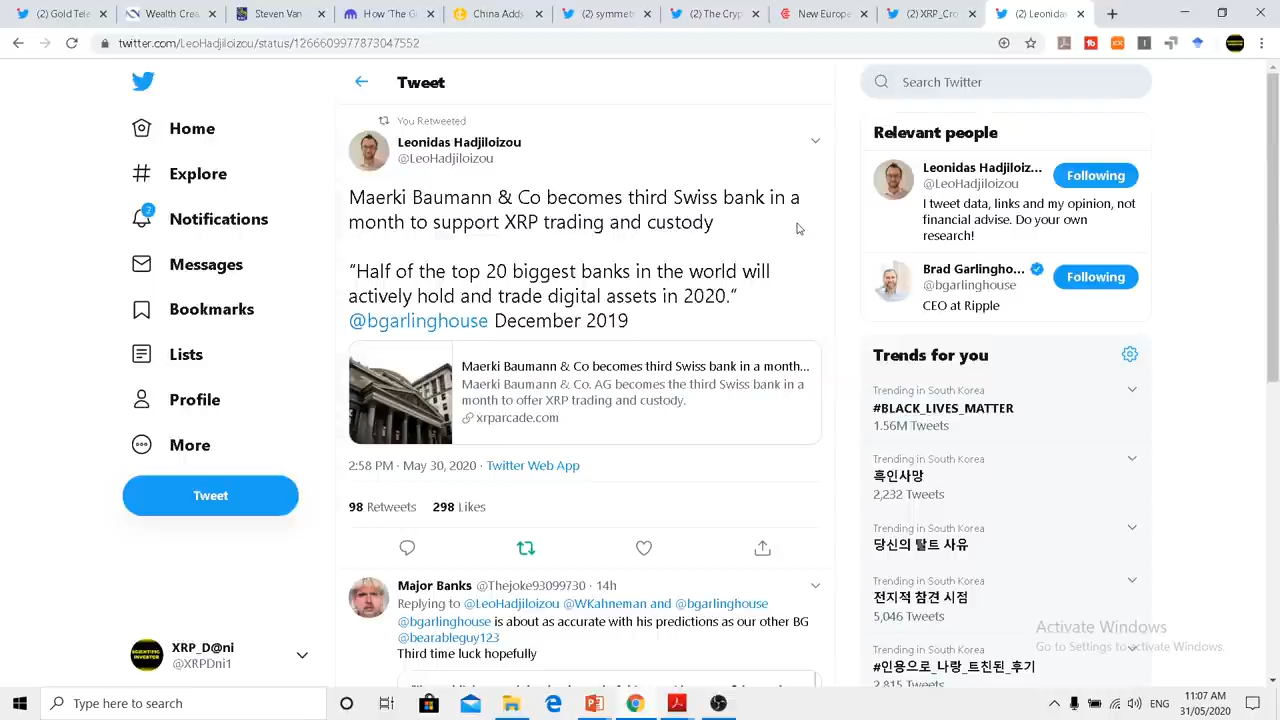 (2) Gold Tele
Wealth Che
Steven Van
(2) Tweete
How Global
Chinas Add
(2) symmetr
(2) The Cryp
New Europe
(2) XRP_Cro
(2) Leonidas
twitter.com/LeoHadjiloizou/status/1266609977873047552
Home
Explore
2
Notifications
Messages
Bookmarks
Lists
Profile
More
Tweet
XRP_D@ni
@XRPDni1
Tweet
You Retweeted
Leonidas Hadjiloizou
@LeoHadjiloizou
Maerki Baumann & Co becomes third Swiss bank in a
month to support XRP trading and custody
“Half of the top 20 biggest banks in the world will
actively hold and trade digital assets in 2020.“
@bgarlinghouse December 2019
Maerki Baumann & Co becomes third Swiss bank in a month...
Maerki Baumann & Co. AG becomes the third Swiss bank in a
month to offer XRP trading and custody.
xrparcade.com
2:58 PM · May 30, 2020 · Twitter Web App
98 Retweets 298 Likes
Major Banks @Thejoke93099730 · 14h
Replying to @LeoHadjiloizou @WKahneman and @bgarlinghouse
@bgarlinghouse is about as accurate with his predictions as our other BG
@bearableguy123
Third time luck hopefully
Search Twitter
Relevant people
Leonidas Hadjiloiz...
@LeoHadjiloizou
Following
I tweet data, links and my opinion, not
financial advise. Do your own
research!
Brad Garlingho...
@bgarlinghouse
Following
CEO at Ripple
Trends for you
Trending in South Korea
#BLACK_LIVES_MATTER
1.56M Tweets
Trending in South Korea
흑인사망
2,232 Tweets
Trending in South Korea
당신의 탈트 사유
Trending in South Korea
전지적 참견 시점
5,046 Tweets
Trending in South Korea
#인용으로_나랑_트친된_후기
2,815 Tweets
Activate Windows
Go to Settings to activate Windows.
Type here to search
ENG
11:07 AM
31/05/2020